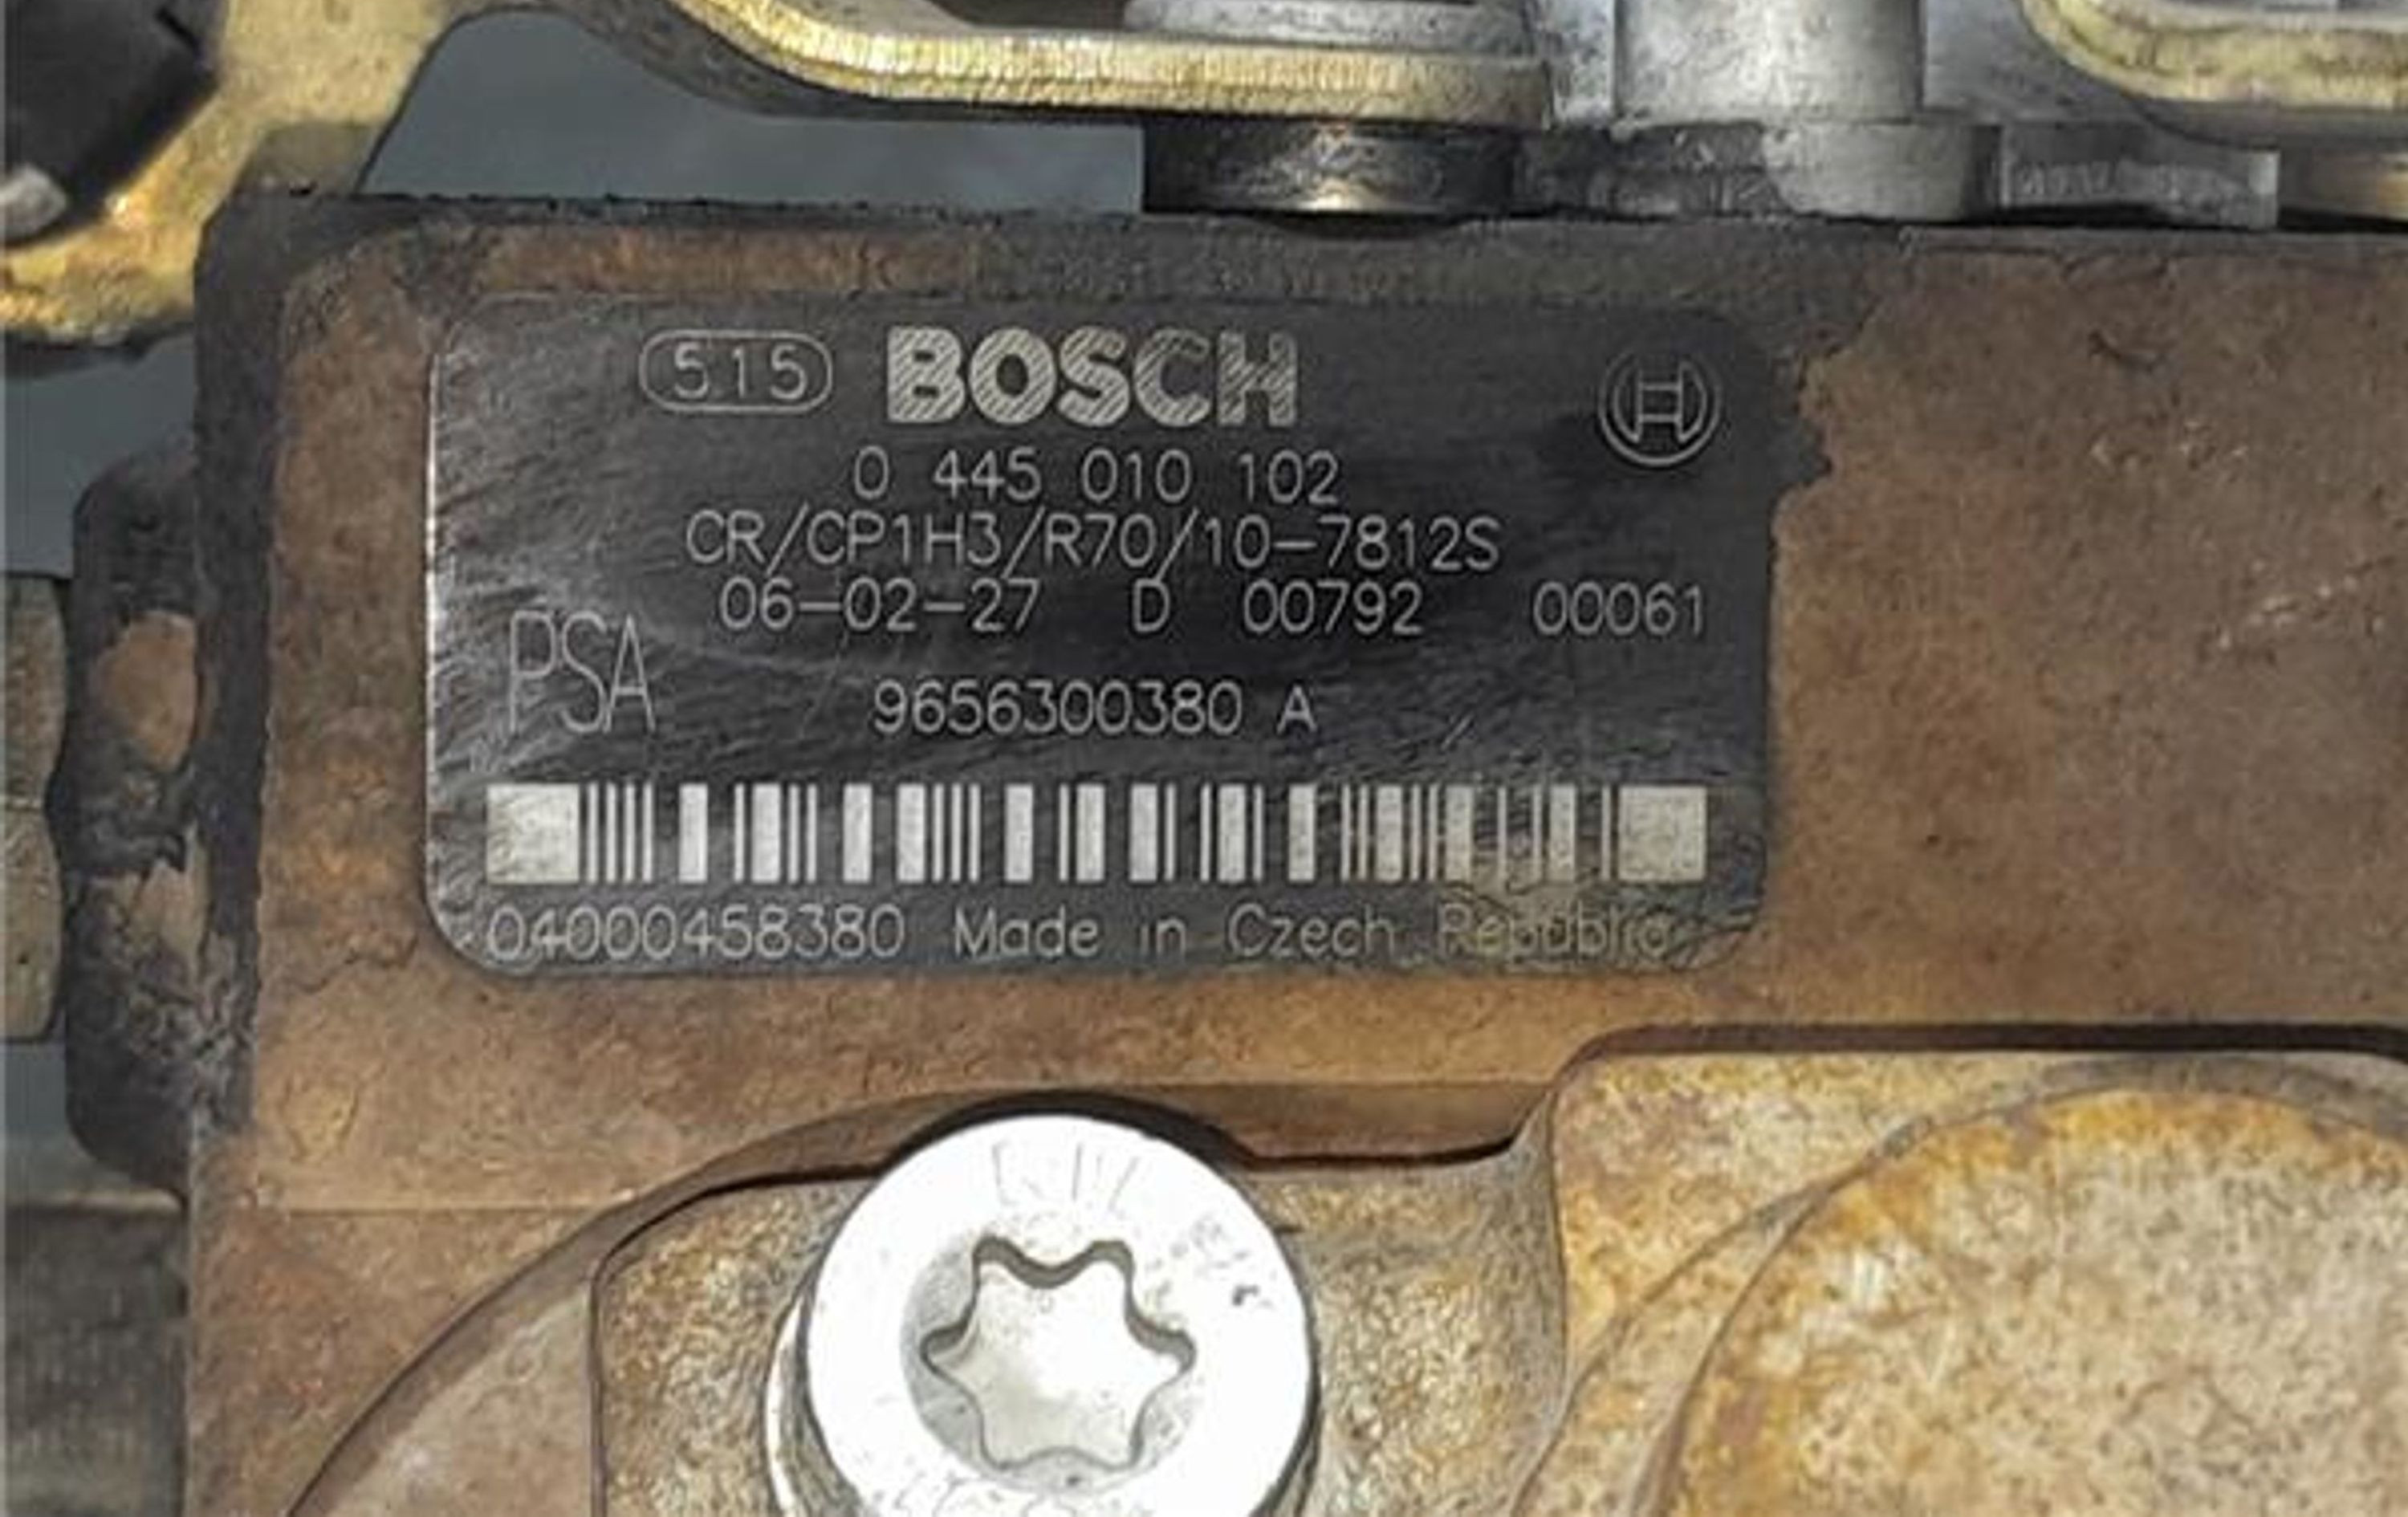 515 BOSCH
0 445 010 102
CR/CP1H3/R70/10-7812S
06-02-27 D 00792 00061
PSA 9656300380 A
04000458380 Made in Czech Republic